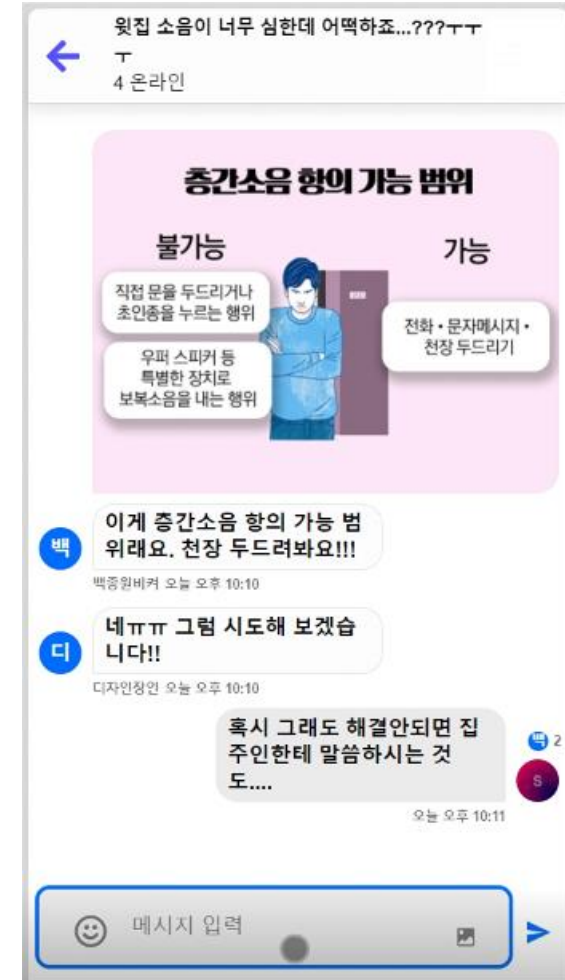 윗집 소음이 너무 심한데 어떡하죠...???ㅜㅜ
ㅜ
4 온라인
층간소음 항의 가능 범위
불가능
직접 문을 두드리거나
초인종을 누르는 행위
우퍼 스피커 등
특별한 장치로
보복소음을 내는 행위
가능
전화・문자메시지・
천장 두드리기
백
이게 층간소음 항의 가능 범
위래요. 천장 두드려봐요!!!
백종원비켜 오늘 오후 10:10
디
네ㅠㅠ 그럼 시도해 보겠습
니다!!
디자인장인 오늘 오후 10:10
혹시 그래도 해결안되면 집
주인한테 말씀하시는 것
도....
백 2
S
오늘 오후 10:11
메시지 입력